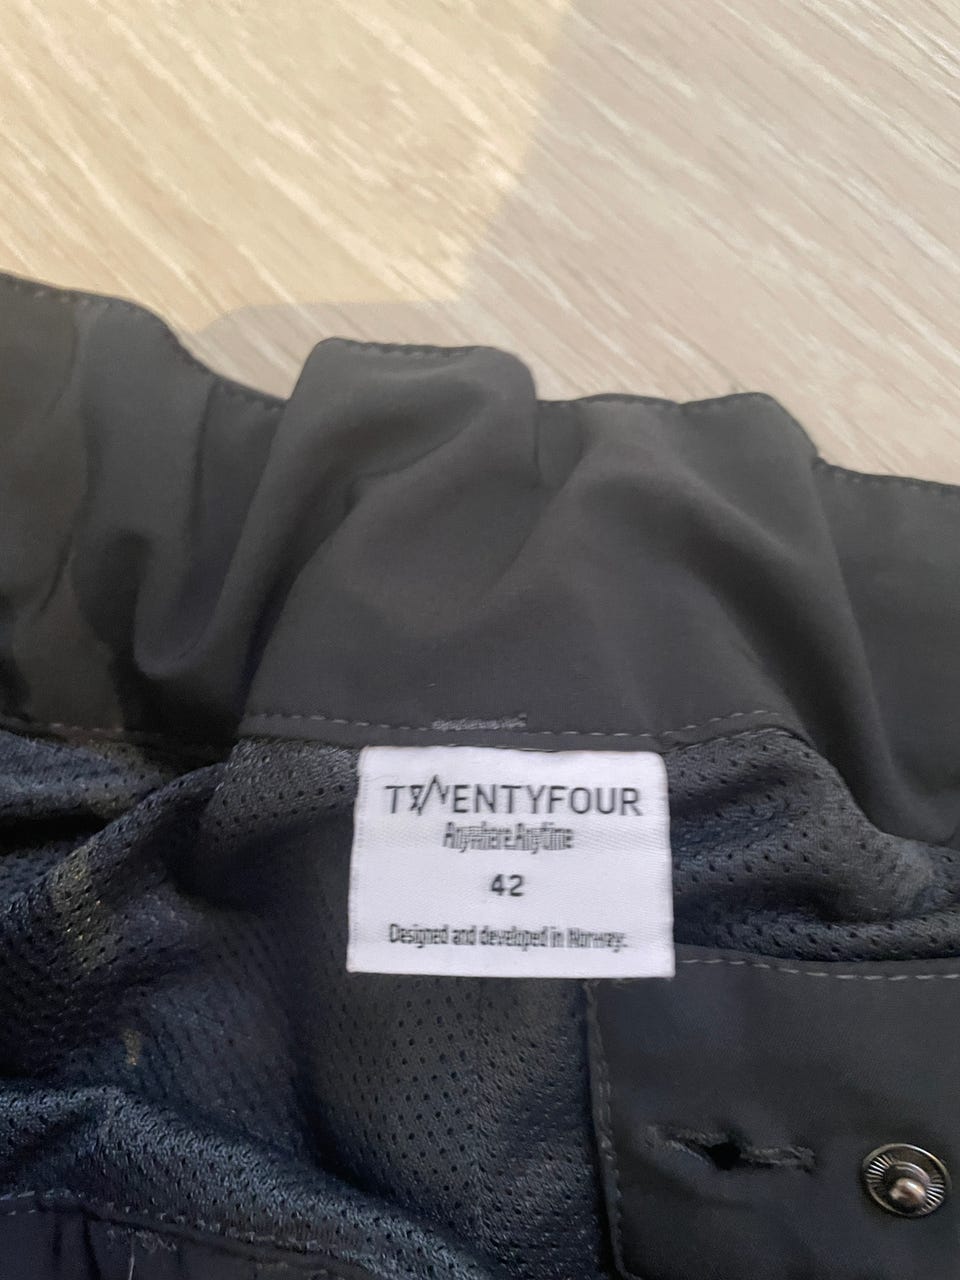 TWENTYFOUR
Anywhere Anytime
42
Designed and developed in Norway.